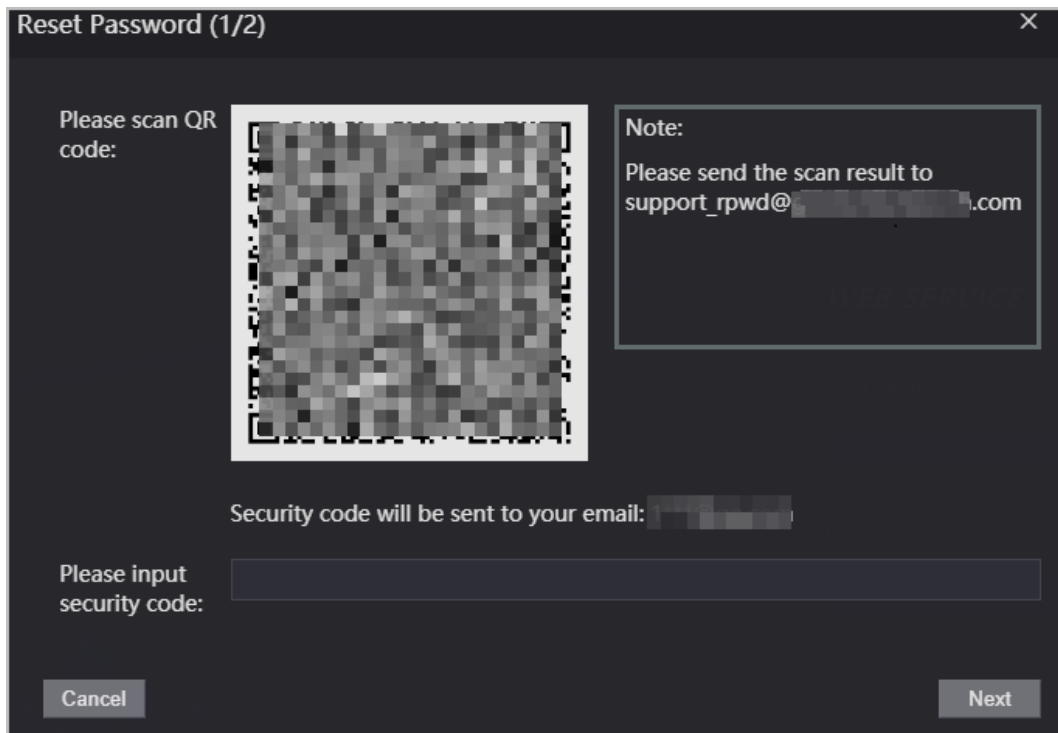 Reset Password (1/2)
Please scan QR
code:
Note:
Please send the scan result to
support_rpwd@
.com
Security code will be sent to your email:
Please input
security code:
Cancel
Next